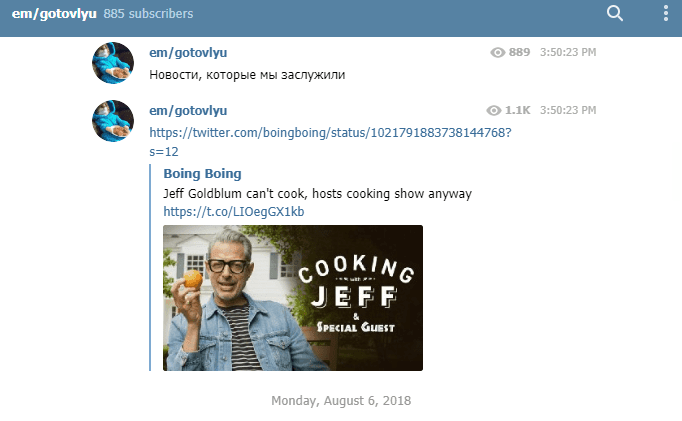 em/gotovlyu 885 subscribers
em/gotovlyu 889 3:50:23 PM
Новости, которые мы заслужили
em/gotovlyu 1.1K 3:50:23 PM
https://twitter.com/boingboing/status/1021791883738144768?
s=12
Boing Boing
Jeff Goldblum can't cook, hosts cooking show anyway
https://t.co/LIOegGX1kb
COOKING
with
JEFF
&
SPECIAL GUEST
Monday, August 6, 2018